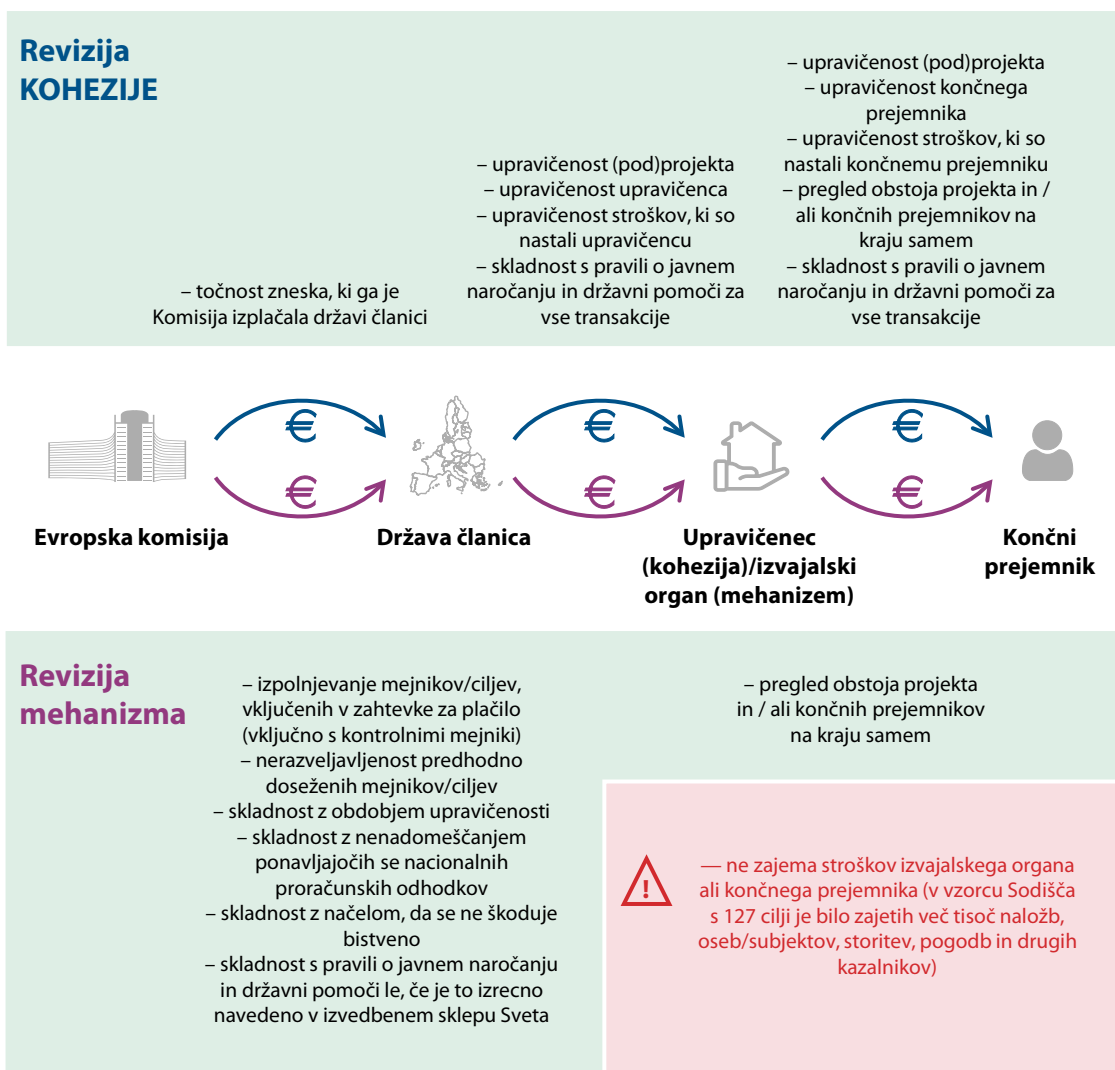 Revizija
KOHEZIJE
– točnost zneska, ki ga je
Komisija izplačala državi članici
– upravičenost (pod)projekta
– upravičenost upravičenca
– upravičenost stroškov, ki so
nastali upravičencu
– skladnost s pravili o javnem
naročanju in državni pomoči za
vse transakcije
– upravičenost (pod)projekta
– upravičenost končnega
prejemnika
– upravičenost stroškov, ki so
nastali končnemu prejemniku
– pregled obstoja projekta in /
ali končnih prejemnikov na
kraju samem
– skladnost s pravili o javnem
naročanju in državni pomoči za
vse transakcije
€
€
€
€
€
€
Evropska komisija
Država članica
Upravičenec
(kohezija)/izvajalski
organ (mehanizem)
Končni
prejemnik
Revizija
mehanizma
– izpolnjevanje mejnikov/ciljev,
vključenih v zahtevke za plačilo
(vključno s kontrolnimi mejniki)
– nerazveljavljenost predhodno
doseženih mejnikov/ciljev
– skladnost z obdobjem upravičenosti
– skladnost z nenadomeščanjem
ponavljajočih se nacionalnih
proračunskih odhodkov
– skladnost z načelom, da se ne škoduje
bistveno
– skladnost s pravili o javnem naročanju
in državni pomoči le, če je to izrecno
navedeno v izvedbenem sklepu Sveta
– pregled obstoja projekta
in / ali končnih prejemnikov
na kraju samem
!
— ne zajema stroškov izvajalskega organa
ali končnega prejemnika (v vzorcu Sodišča
s 127 cilji je bilo zajetih več tisoč naložb,
oseb/subjektov, storitev, pogodb in drugih
kazalnikov)